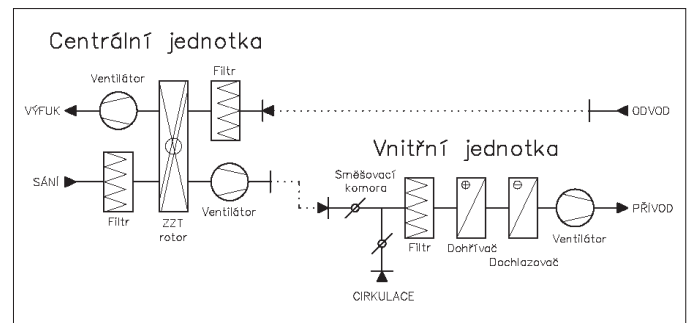 Centrální jednotka
Ventilátor
Filtr
VÝFUK
ODVOD
Vnitřní jednotka
SÁNÍ
Směšovací
komora
Filtr
ZZT
rotor
Ventilátor
PŘÍVOD
Filtr
Dohřívač
Dochlazovač
Ventilátor
CIRKULACE